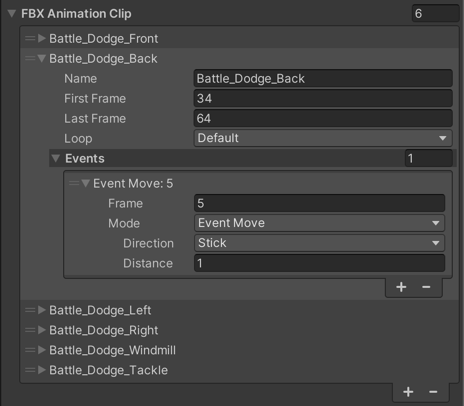 FBX Animation Clip 6
Battle_Dodge_Front
Battle_Dodge_Back
Name Battle_Dodge_Back
First Frame 34
Last Frame 64
Loop Default
Events 1
Event Move: 5
Frame 5
Mode Event Move
Direction Stick
Distance 1
+ −
Battle_Dodge_Left
Battle_Dodge_Right
Battle_Dodge_Windmill
Battle_Dodge_Tackle
+ −